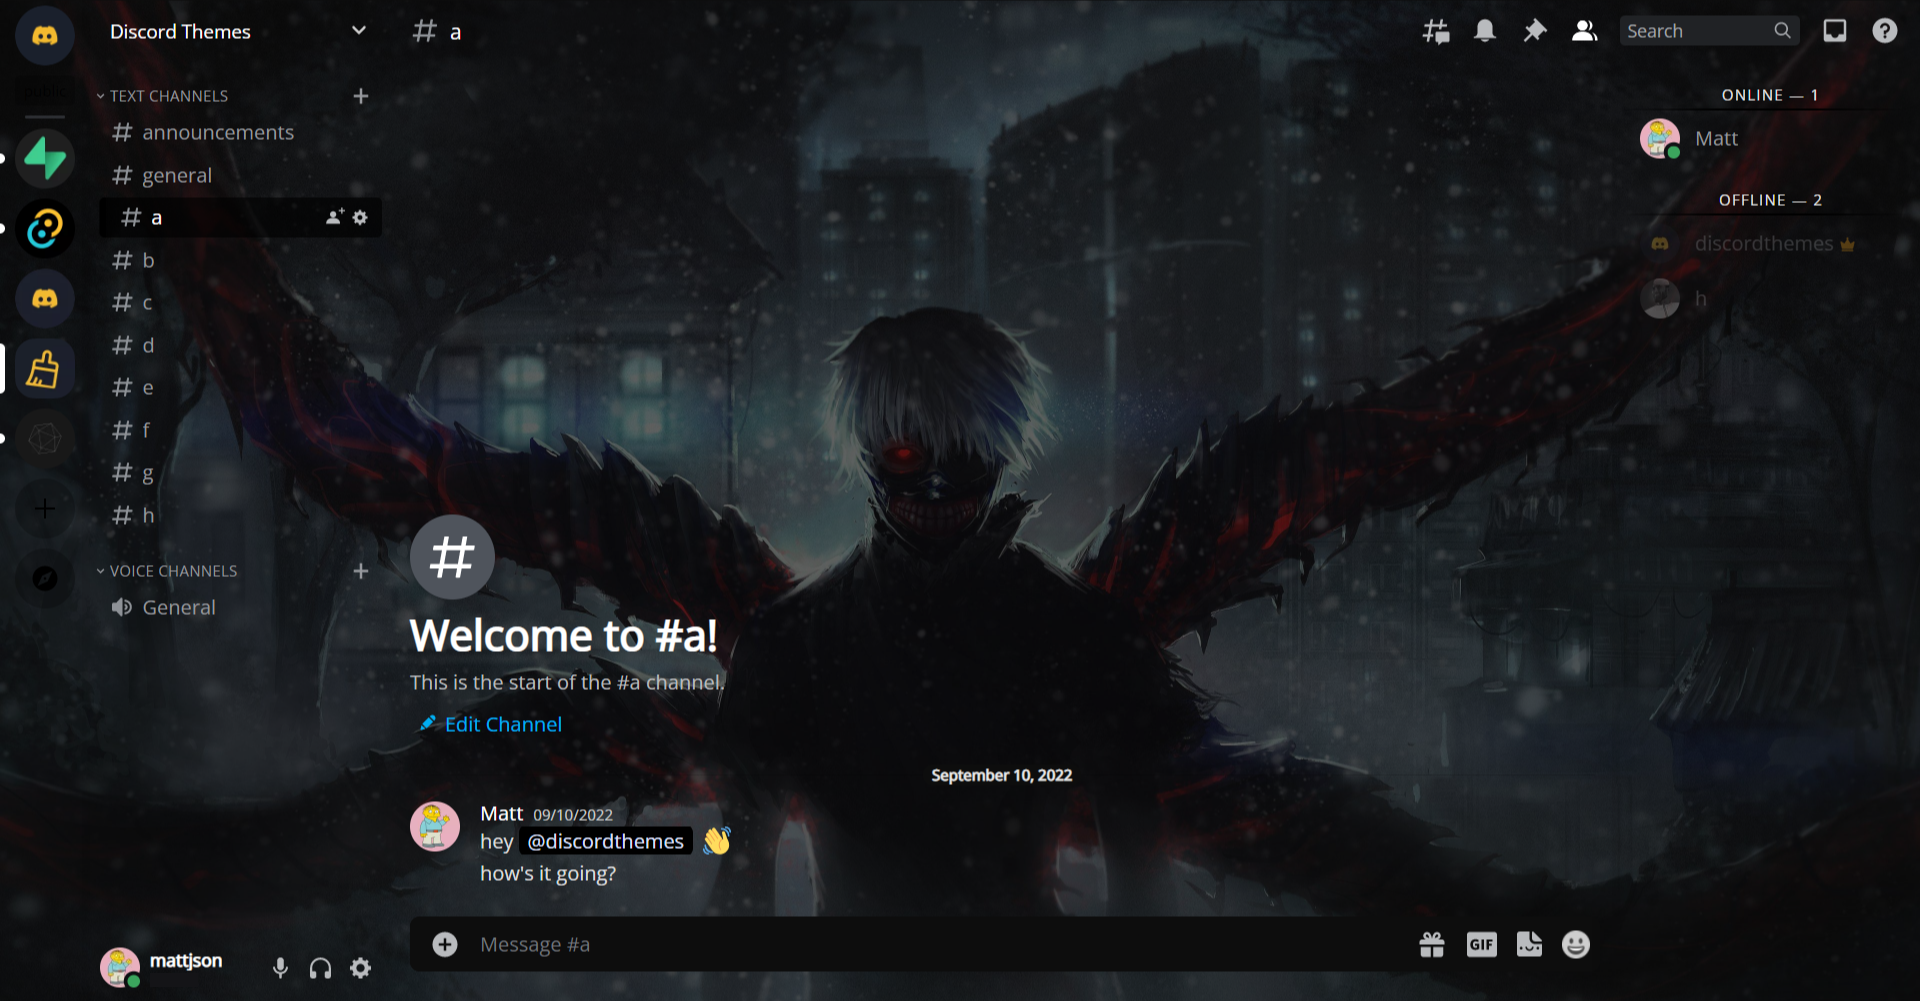 Discord Themes
# a
Search
public
TEXT CHANNELS
# announcements
# general
# a
# b
# c
# d
# e
# f
# g
# h
VOICE CHANNELS
General
ONLINE — 1
Matt
OFFLINE — 2
discordthemes
h
#
Welcome to #a!
This is the start of the #a channel.
Edit Channel
September 10, 2022
Matt 09/10/2022
hey @discordthemes 👋
how's it going?
Message #a
GIF
mattjson